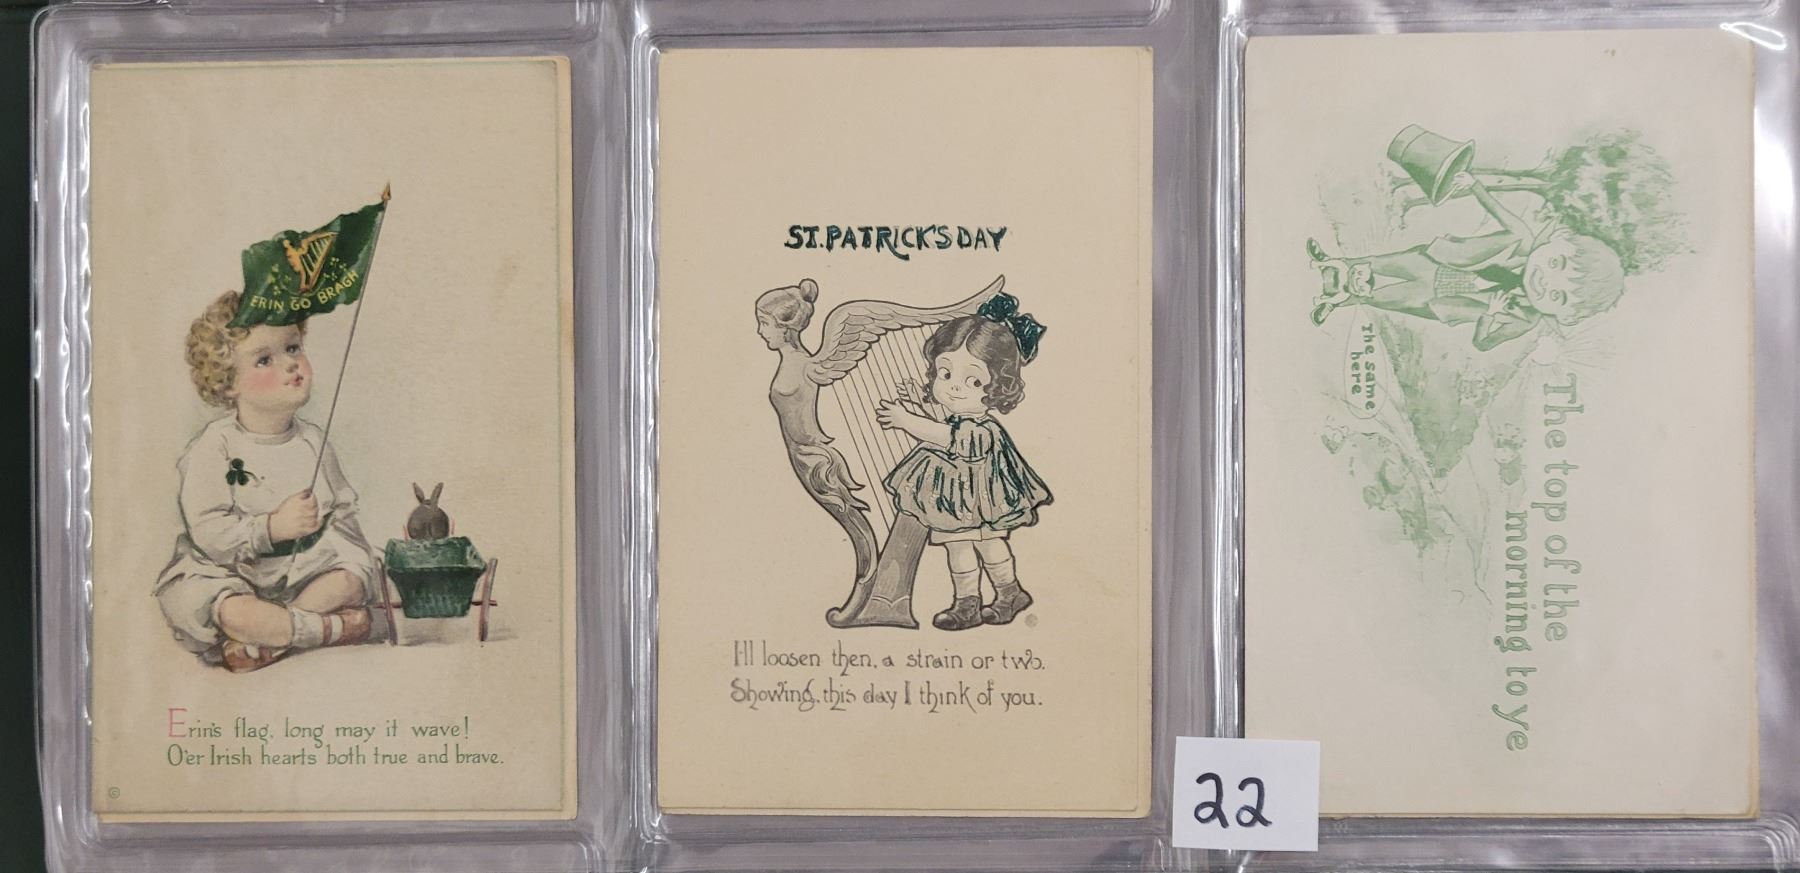 ERIN GO BRAGH
Erin's flag, long may it wave!
O'er Irish hearts both true and brave.
©
ST. PATRICK'S DAY
I'll loosen then, a strain or two.
Showing, this day I think of you.
The top of the
morning to ye
The same
here
22